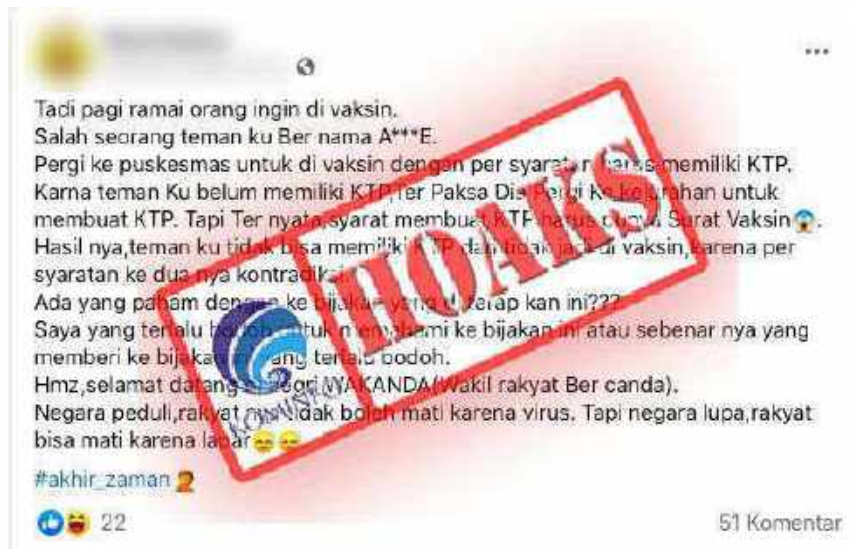 Tadi pagi ramai orang ingin di vaksin.
Salah seorang teman ku Ber nama A***E.
Pergi ke puskesmas untuk di vaksin dengan per syaratn harus memiliki KTP.
Karna teman Ku belum memiliki KTP,Ter Paksa Dia Pergi Ke kelurahan untuk
membuat KTP. Tapi Ter nyata,syarat membuat KTP harus punya Surat Vaksin😱.
Hasil nya,teman ku tidak bisa memiliki KTP dan tidak jadi di vaksin,karena per
syaratan ke dua nya kontradiksi.
Ada yang paham dengan ke bijakan yang di terap kan ini???
Saya yang terlalu bodoh untuk memahami ke bijakan ini atau sebenar nya yang
memberi ke bijakan ini yang terlalu bodoh.
Hmz,selamat datang di negri WAKANDA(Wakil rakyat Ber canda).
Negara peduli,rakyat nya tidak boleh mati karena virus. Tapi negara lupa,rakyat
bisa mati karena lapar😑😑
#akhir_zaman 🤦
22
51 Komentar
HOAKS
KOMINFO